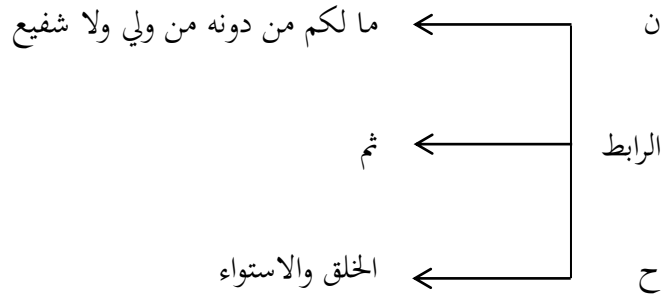 ن ما لكم من دونه من ولي ولا شفيع
الرابط ثم
ح الخلق والاستواء